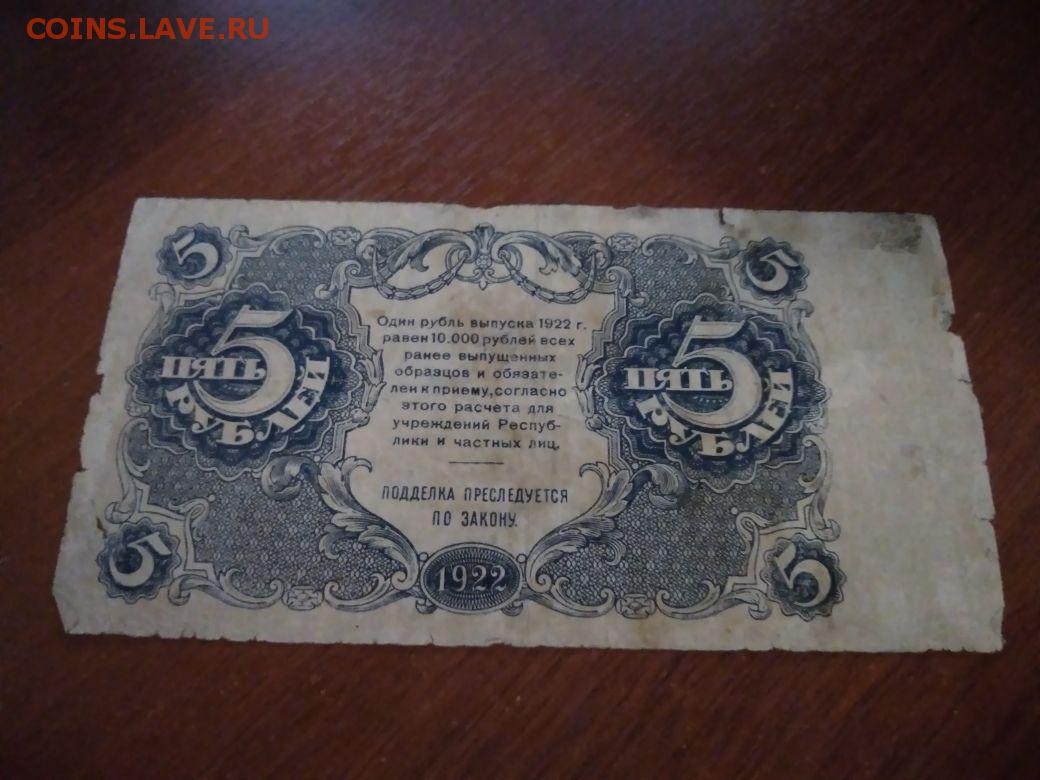 COINS.LAVE.RU
5
5
5
ПЯТЬ
РУБЛЕЙ
Один рубль выпуска 1922 г.
равен 10.000 рублей всех
ранее выпущенных
образцов и обязате-
лен к приему, согласно
этого расчета для
учреждений Респуб-
лики и частных лиц.
ПОДДЕЛКА ПРЕСЛЕДУЕТСЯ
ПО ЗАКОНУ.
5
ПЯТЬ
РУБЛЕЙ
5
1922
5